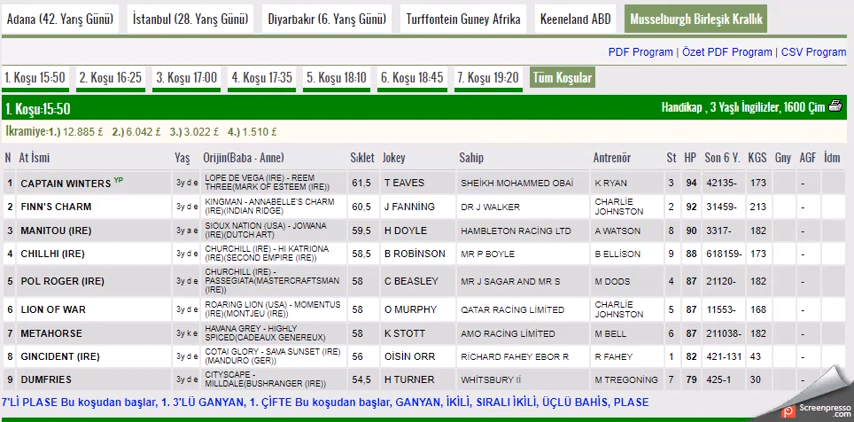 Adana (42. Yarış Günü) İstanbul (28. Yarış Günü) Diyarbakir (6. Yarış Günü) Turffontein Guney Afrika Keeneland ABD Musselburgh Birleşik Krallık
PDF Program | Özet PDF Program | CSV Program
1. Koşu 15:50 2. Koşu 16:25 3. Koşu 17:00 4. Koşu 17:35 5. Koşu 18:10 6. Koşu 18:45 7. Koşu 19:20 Tüm Koşular
1. Koşu:15:50 Handikap , 3 Yaşlı İngilizler, 1600 Çim
İkramiye:1.) 12.885 £ 2.) 6.042 £ 3.) 3.022 £ 4.) 1.510 £
N At İsmi Yaş Orijin(Baba - Anne) Sıklet Jokey Sahip Antrenör St HP Son 6 Y. KGS Gny AGF İdm
1 CAPTAIN WINTERS YP 3y d e LOPE DE VEGA (IRE) - REEM THREE(MARK OF ESTEEM (IRE)) 61,5 T EAVES SHEİKH MOHAMMED OBAİ K RYAN 3 94 42135- 173 -
2 FINN'S CHARM 3y d e KINGMAN - ANNABELLE'S CHARM (IRE)(INDIAN RIDGE) 60,5 J FANNİNG DR J WALKER CHARLİE JOHNSTON 2 92 31459- 213 -
3 MANITOU (IRE) 3y a e SIOUX NATION (USA) - JOWANA (IRE)(DUTCH ART) 59,5 H DOYLE HAMBLETON RACİNG LTD A WATSON 8 90 3317- 182 -
4 CHILLHI (IRE) 3y d e CHURCHILL (IRE) - HI KATRIONA (IRE)(SECOND EMPIRE (IRE)) 58,5 B ROBİNSON MR P BOYLE B ELLİSON 9 88 618159- 173 -
5 POL ROGER (IRE) 3y d e CHURCHILL (IRE) - PASSEGIATA(MASTERCRAFTSMAN (IRE)) 58 C BEASLEY MR J SAGAR AND MR S M DODS 4 87 21120- 182 -
6 LION OF WAR 3y d e ROARING LION (USA) - MOMENTUS (IRE)(MONTJEU (IRE)) 58 O MURPHY QATAR RACİNG LİMİTED CHARLİE JOHNSTON 5 87 11553- 168 -
7 METAHORSE 3y k e HAVANA GREY - HIGHLY SPICED(CADEAUX GENEREUX) 58 K STOTT AMO RACİNG LİMİTED M BELL 6 87 211038- 182 -
8 GINCIDENT (IRE) 3y d e COTAI GLORY - SAVA SUNSET (IRE)(MANDURO (GER)) 56 OİSİN ORR RİCHARD FAHEY EBOR R R FAHEY 1 82 421-131 43 -
9 DUMFRIES 3y d e CITYSCAPE - MILLDALE(BUSHRANGER (IRE)) 54,5 H TURNER WHİTSBURY İİ M TREGONİNG 7 79 425-1 30 -
7'Lİ PLASE Bu koşudan başlar, 1. 3'LÜ GANYAN, 1. ÇİFTE Bu koşudan başlar, GANYAN, İKİLİ, SIRALI İKİLİ, ÜÇLÜ BAHİS, PLASE
Screenpresso
.com